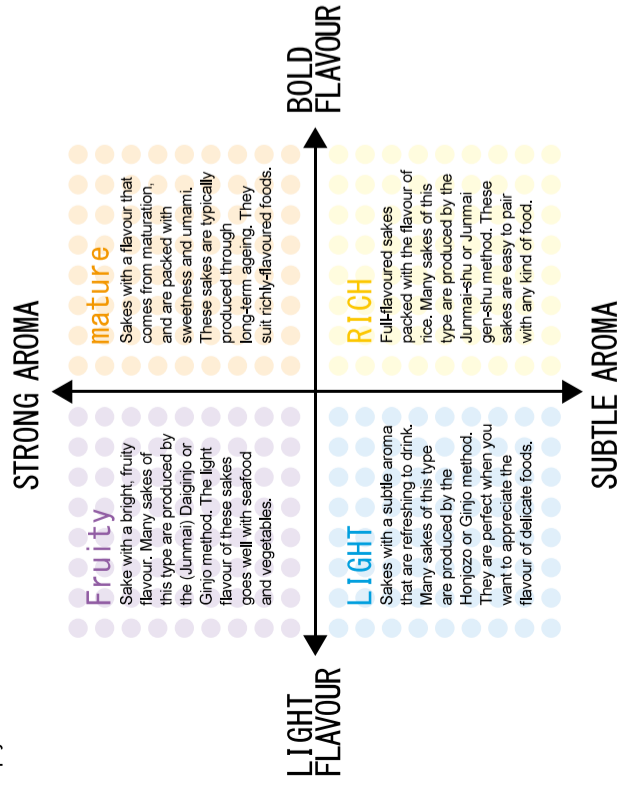 STRONG AROMA
Fruity
Sake with a bright, fruity
flavour. Many sakes of
this type are produced by
the (Junmai) Daiginjo or
Ginjo method. The light
flavour of these sakes
goes well with seafood
and vegetables.
mature
Sakes with a flavour that
comes from maturation,
and are packed with
sweetness and umami.
These sakes are typically
produced through
long-term ageing. They
suit richly-flavoured foods.
LIGHT
FLAVOUR
BOLD
FLAVOUR
LIGHT
Sakes with a subtle aroma
that are refreshing to drink.
Many sakes of this type
are produced by the
Honjozo or Ginjo method.
They are perfect when you
want to appreciate the
flavour of delicate foods.
RICH
Full-flavoured sakes
packed with the flavour of
rice. Many sakes of this
type are produced by the
Junmai-shu or Junmai
gen-shu method. These
sakes are easy to pair
with any kind of food.
SUBTLE AROMA